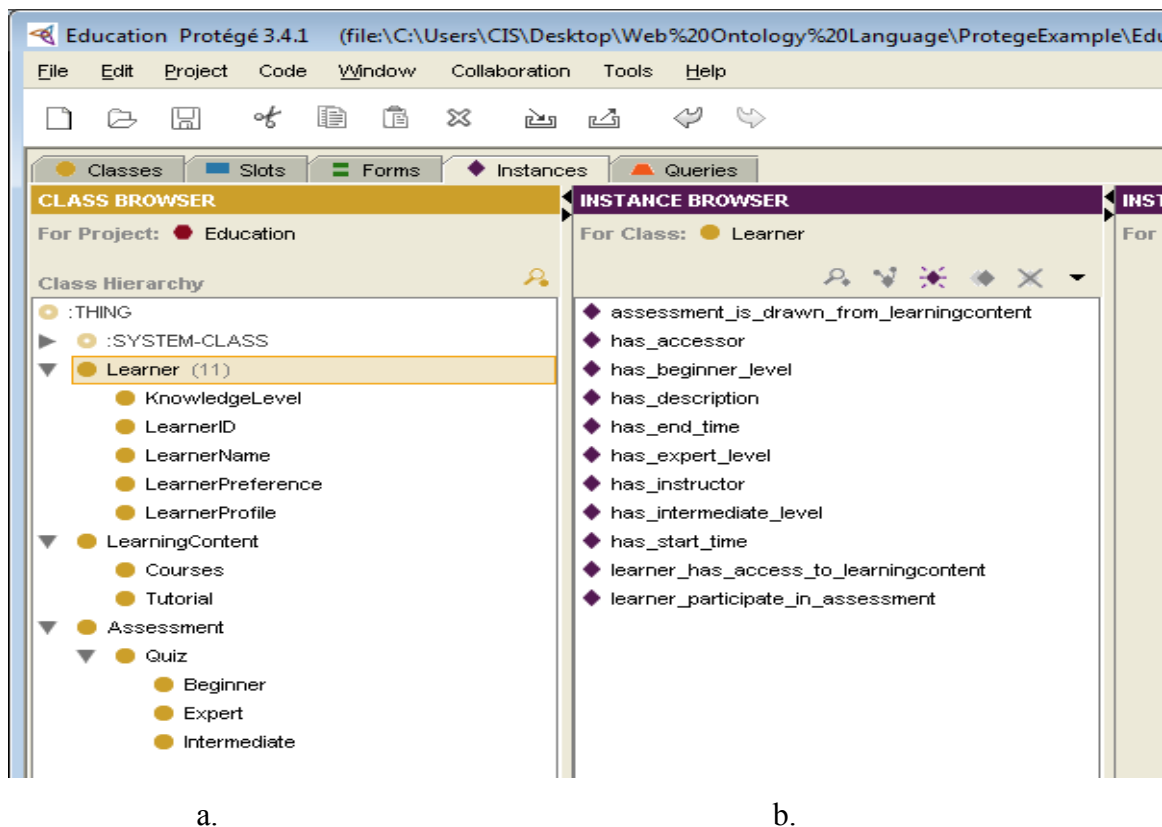 Education Protégé 3.4.1 (file:\C:\Users\CIS\Desktop\Web%20Ontology%20Language\ProtegeExample\Edu
File Edit Project Code Window Collaboration Tools Help
Classes Slots Forms Instances Queries
CLASS BROWSER
For Project: Education
Class Hierarchy
:THING
:SYSTEM-CLASS
Learner (11)
KnowledgeLevel
LearnerID
LearnerName
LearnerPreference
LearnerProfile
LearningContent
Courses
Tutorial
Assessment
Quiz
Beginner
Expert
Intermediate
INSTANCE BROWSER
For Class: Learner
assessment_is_drawn_from_learningcontent
has_accessor
has_beginner_level
has_description
has_end_time
has_expert_level
has_instructor
has_intermediate_level
has_start_time
learner_has_access_to_learningcontent
learner_participate_in_assessment
INST
For
a.
b.